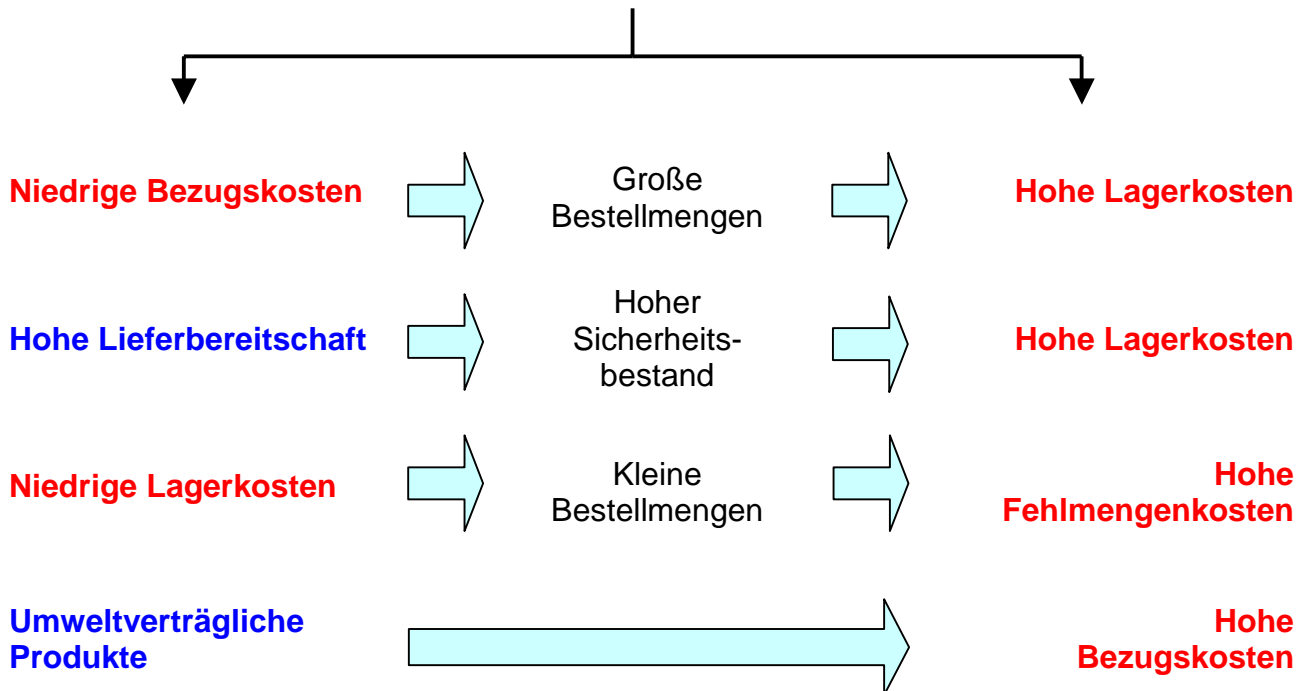 Niedrige Bezugskosten
Große
Bestellmengen
Hohe Lagerkosten
Hohe Lieferbereitschaft
Hoher
Sicherheits-
bestand
Hohe Lagerkosten
Niedrige Lagerkosten
Kleine
Bestellmengen
Hohe
Fehlmengenkosten
Umweltverträgliche
Produkte
Hohe
Bezugskosten